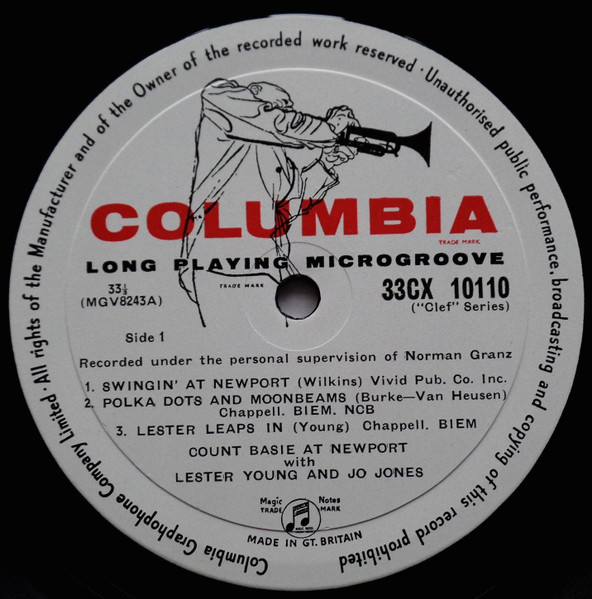 Columbia Graphophone Company Limited · All rights of the Manufacturer and of the Owner of the recorded work reserved · Unauthorised public performance, broadcasting and copying of this record prohibited
COLUMBIA
TRADE MARK
LONG PLAYING MICROGROOVE
TRADE MARK
33⅓
33CX 10110
(MGV8243A)
("Clef" Series)
Side 1
Recorded under the personal supervision of Norman Granz
1. SWINGIN' AT NEWPORT (Wilkins) Vivid Pub. Co. Inc.
2. POLKA DOTS AND MOONBEAMS (Burke—Van Heusen)
Chappell. BIEM. NCB
3. LESTER LEAPS IN (Young) Chappell. BIEM
COUNT BASIE AT NEWPORT
with
LESTER YOUNG AND JO JONES
Magic Notes
TRADE MARK
MADE IN GT. BRITAIN